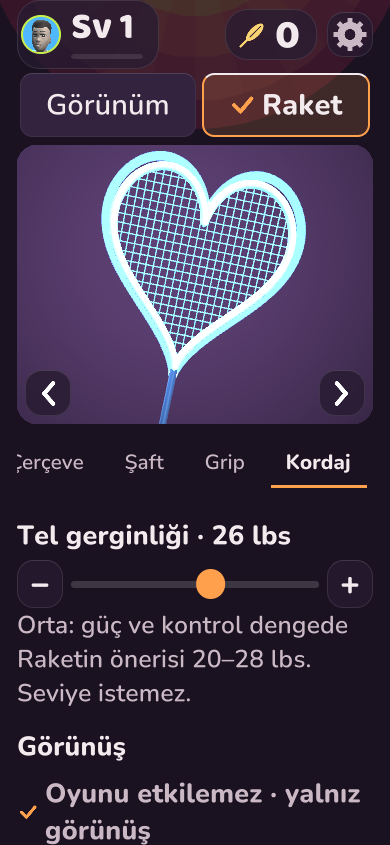 Sv 1
0
Görünüm
Raket
Çerçeve Şaft Grip Kordaj
Tel gerginliği · 26 lbs
Orta: güç ve kontrol dengede
Raketin önerisi 20–28 lbs.
Seviye istemez.
Görünüş
Oyunu etkilemez · yalnız
görünüş